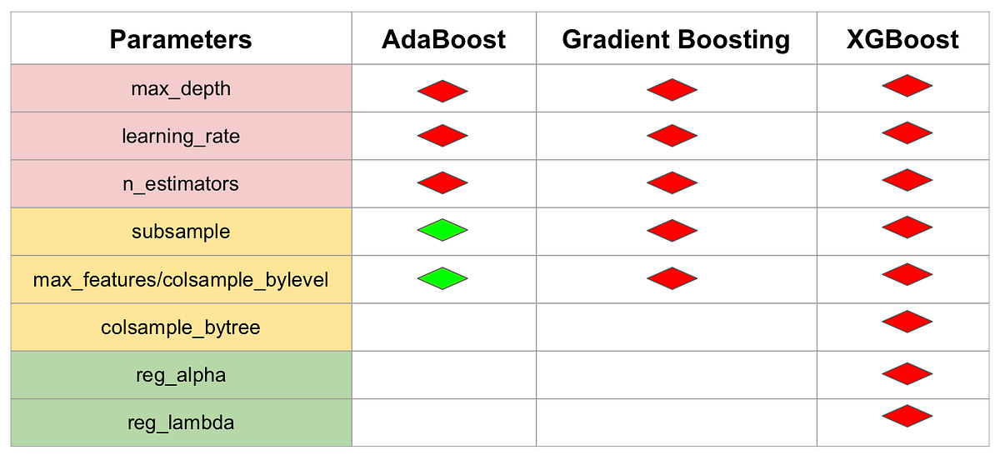 Parameters AdaBoost Gradient Boosting XGBoost
max_depth
learning_rate
n_estimators
subsample
max_features/colsample_bylevel
colsample_bytree
reg_alpha
reg_lambda